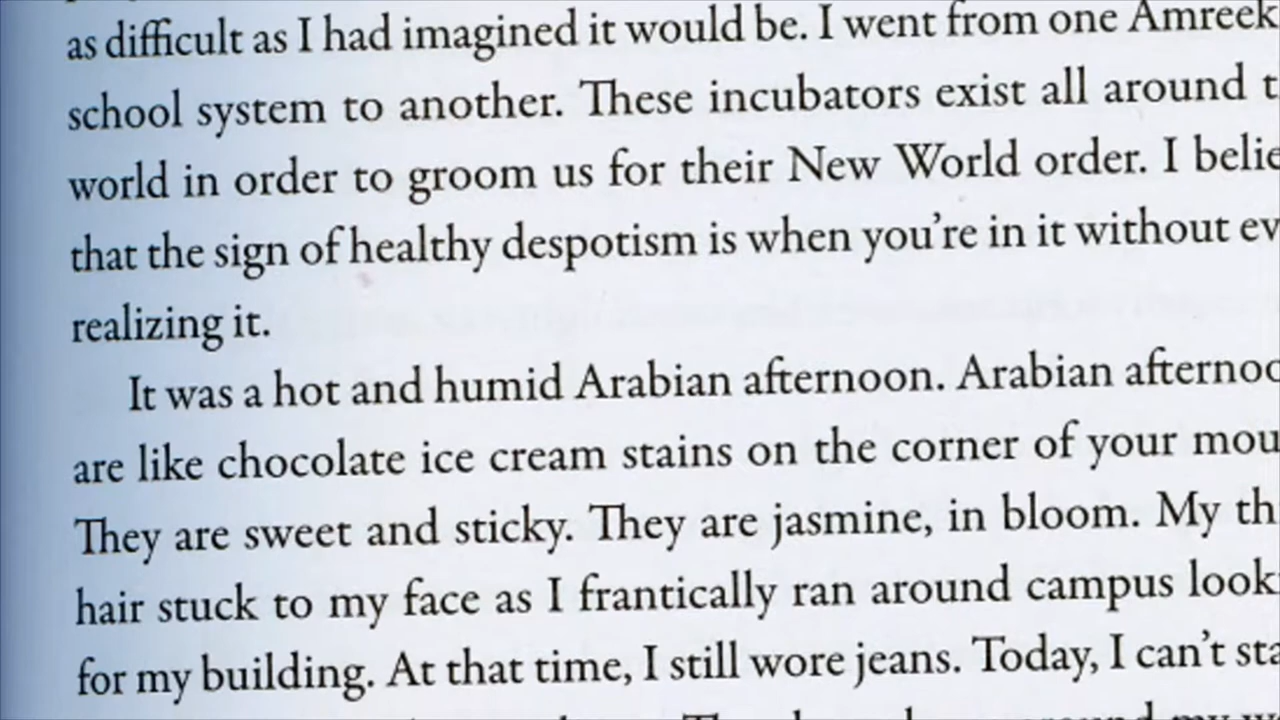 as difficult as I had imagined it would be. I went from one Amreek
school system to another. These incubators exist all around t
world in order to groom us for their New World order. I belie
that the sign of healthy despotism is when you're in it without ev
realizing it.
It was a hot and humid Arabian afternoon. Arabian afternoo
are like chocolate ice cream stains on the corner of your mou
They are sweet and sticky. They are jasmine, in bloom. My th
hair stuck to my face as I frantically ran around campus look
for my building. At that time, I still wore jeans. Today, I can't sta
around my w